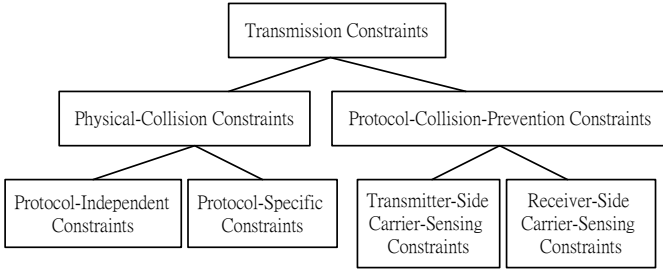 Transmission Constraints
Physical-Collision Constraints
Protocol-Collision-Prevention Constraints
Protocol-Independent
Constraints
Protocol-Specific
Constraints
Transmitter-Side
Carrier-Sensing
Constraints
Receiver-Side
Carrier-Sensing
Constraints